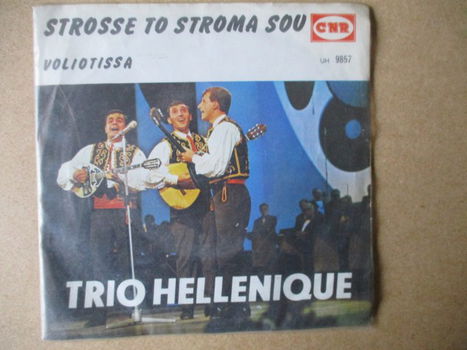 STROSSE TO STROMA SOU
CNR
VOLIOTISSA
UH 9857
TRIO HELLENIQUE